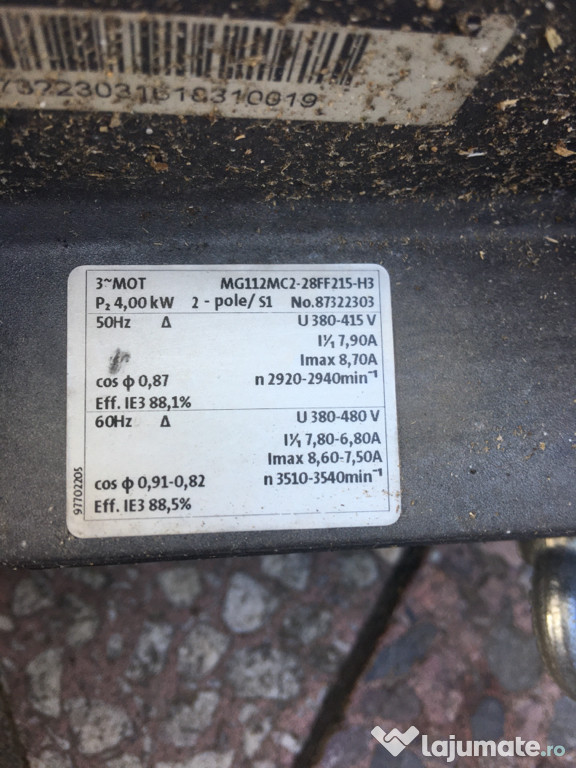 3~MOT MG112MC2-28FF215-H3
P₂ 4,00 kW 2 - pole/ S1 No.87322303
50Hz Δ U 380-415 V
I¹⁄₁ 7,90A
Imax 8,70A
cos φ 0,87 n 2920-2940min⁻¹
Eff. IE3 88,1%
60Hz Δ U 380-480 V
I¹⁄₁ 7,80-6,80A
Imax 8,60-7,50A
cos φ 0,91-0,82 n 3510-3540min⁻¹
Eff. IE3 88,5%
97702205
lajumate.ro